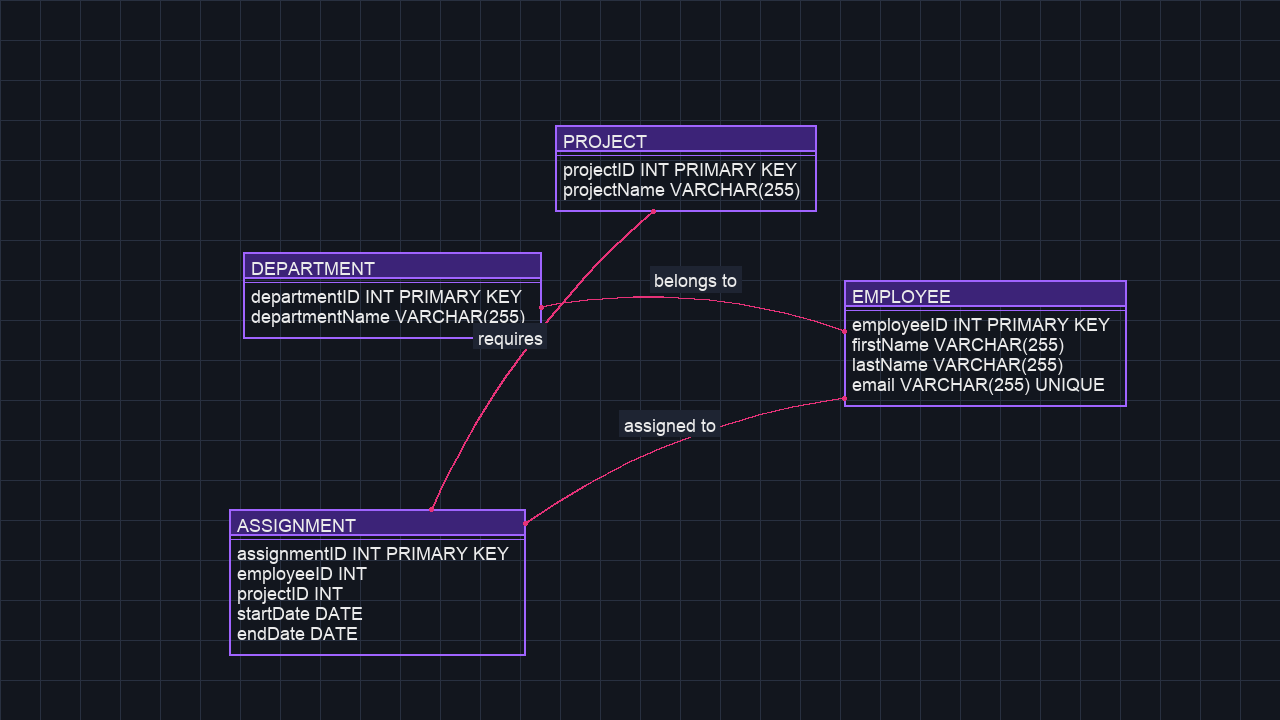 PROJECT
projectID INT PRIMARY KEY
projectName VARCHAR(255)
DEPARTMENT
departmentID INT PRIMARY KEY
departmentName VARCHAR(255)
belongs to
EMPLOYEE
employeeID INT PRIMARY KEY
firstName VARCHAR(255)
lastName VARCHAR(255)
email VARCHAR(255) UNIQUE
requires
assigned to
ASSIGNMENT
assignmentID INT PRIMARY KEY
employeeID INT
projectID INT
startDate DATE
endDate DATE